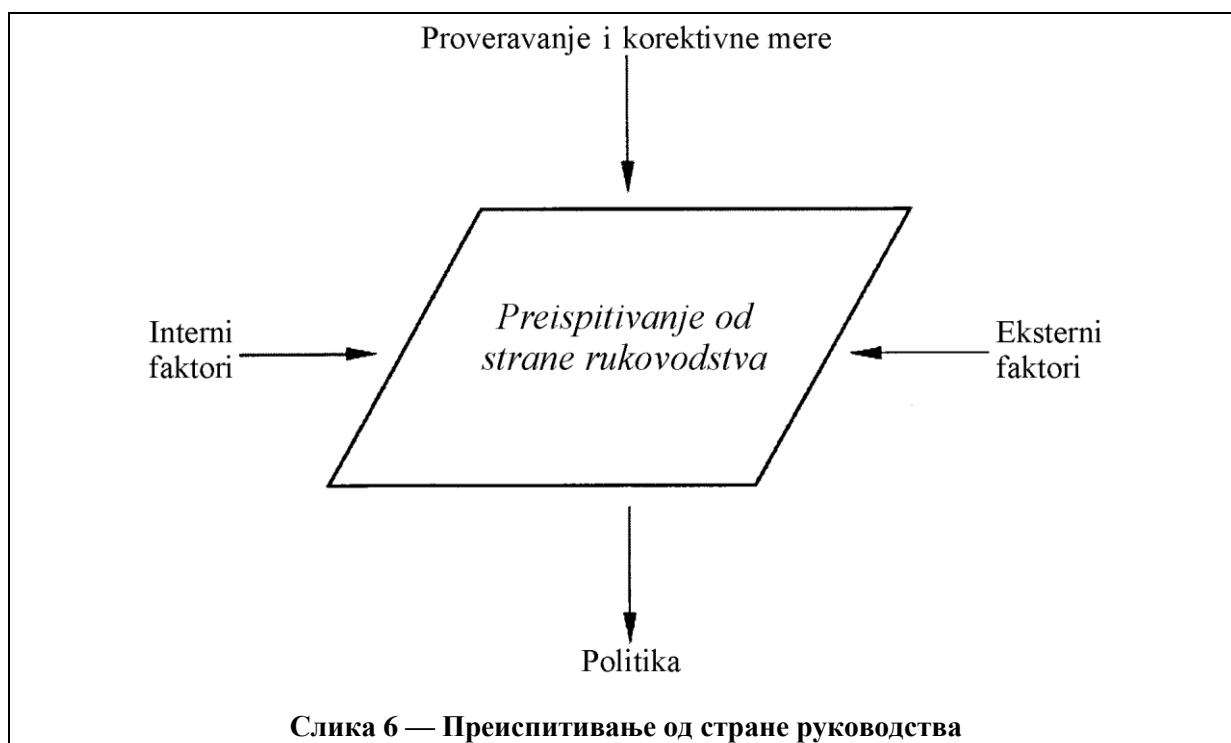 Proveravanje i korektivne mere
Interni
faktori
Preispitivanje od
strane rukovodstva
Eksterni
faktori
Politika
Слика 6 — Преиспитивање од стране руководства